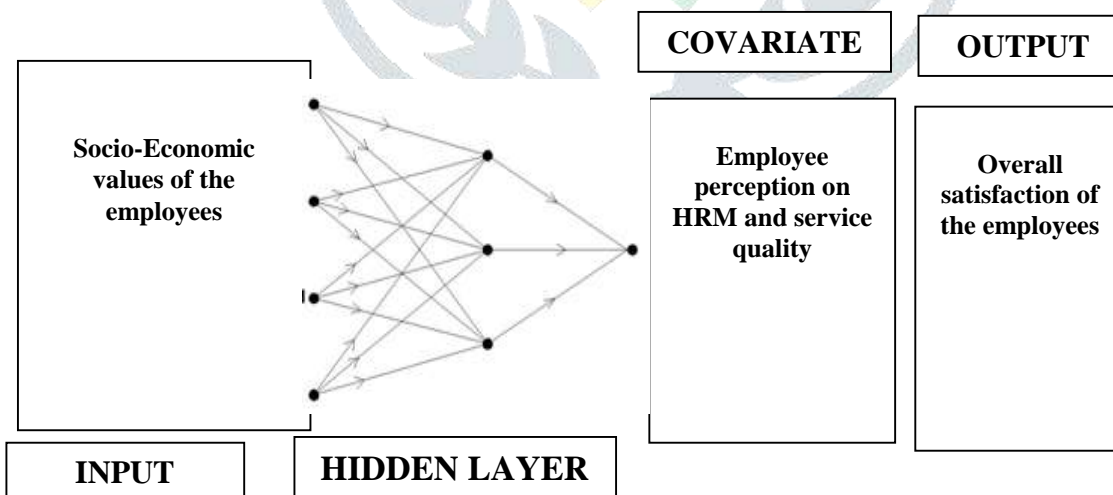 COVARIATE
OUTPUT
Socio-Economic
values of the
employees
Employee
perception on
HRM and service
quality
Overall
satisfaction of
the employees
INPUT
HIDDEN LAYER